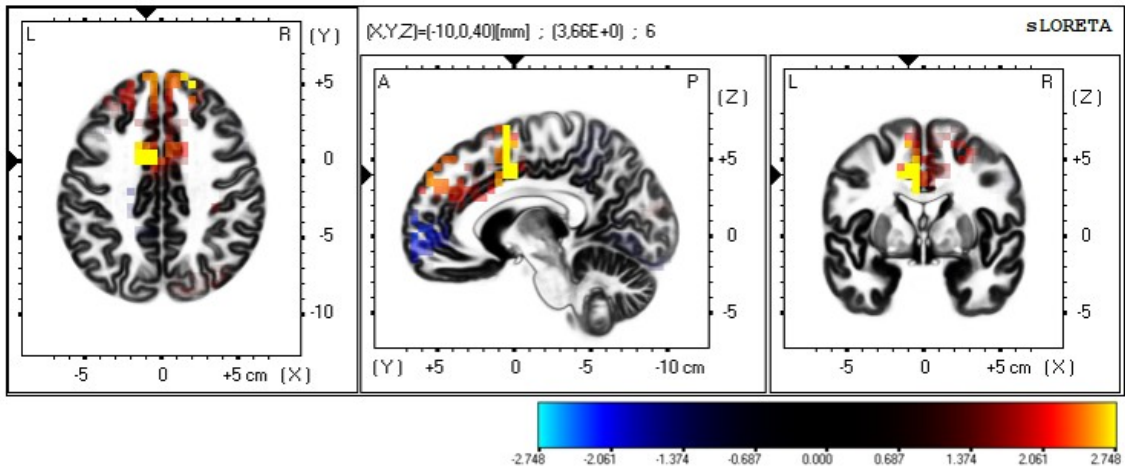 (X,Y,Z)=(-10,0,40)[mm] ; (3,66E+0) ; 6
sLORETA
L R (Y)
+5
0
-5
-10
-5 0 +5 cm (X)
A P (Z)
+5
0
-5
(Y) +5 0 -5 -10 cm
L R (Z)
+5
0
-5
-5 0 +5 cm (X)
-2.748 -2.061 -1.374 -0.687 0.000 0.687 1.374 2.061 2.748